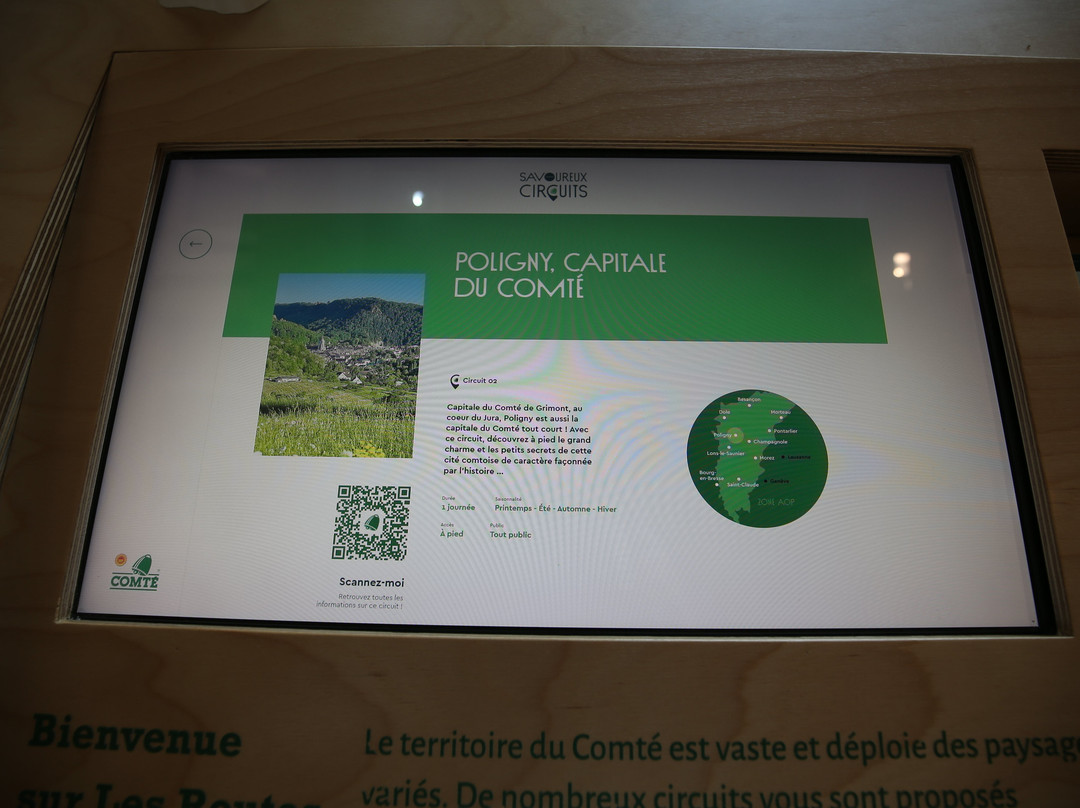 SAVOUREUX
CIRCUITS
POLIGNY, CAPITALE
DU COMTÉ
Circuit 02
Capitale du Comté de Grimont, au
coeur du Jura, Poligny est aussi la
capitale du Comté tout court ! Avec
ce circuit, découvrez à pied le grand
charme et les petits secrets de cette
cité comtoise de caractère façonnée
par l'histoire ...
Durée
1 journée
Saisonnalité
Printemps - Été - Automne - Hiver
Accès
À pied
Public
Tout public
Besançon
Dole
Morteau
Poligny
Pontarlier
Champagnole
Lons-le-Saunier
Morez
Lausanne
Bourg-
en-Bresse
Saint-Claude
Genève
ZONE AOP
Scannez-moi
Retrouvez toutes les
informations sur ce circuit !
COMTÉ
Bienvenue
sur Les Routes
Le territoire du Comté est vaste et déploie des paysage
variés. De nombreux circuits vous sont proposés